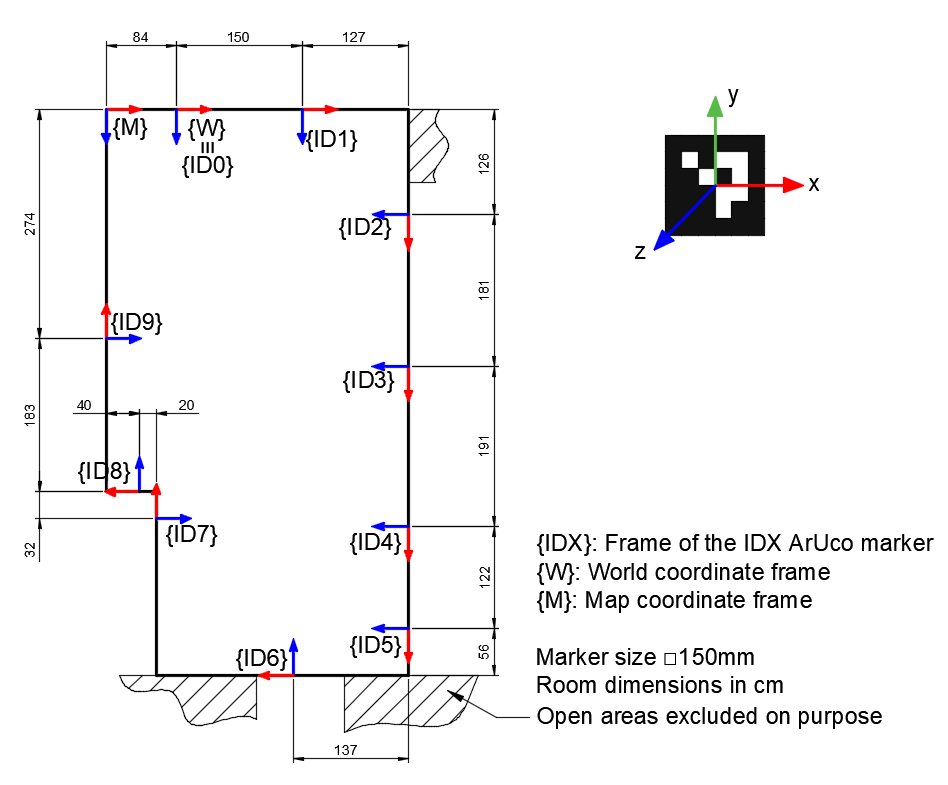 84
150
127
{M}
{W}
≡
{ID0}
{ID1}
126
274
{ID2}
181
{ID9}
{ID3}
183
40
20
191
{ID8}
{ID7}
{ID4}
32
122
{ID5}
{ID6}
56
137
y
x
z
{IDX}: Frame of the IDX ArUco marker
{W}: World coordinate frame
{M}: Map coordinate frame
Marker size □150mm
Room dimensions in cm
Open areas excluded on purpose